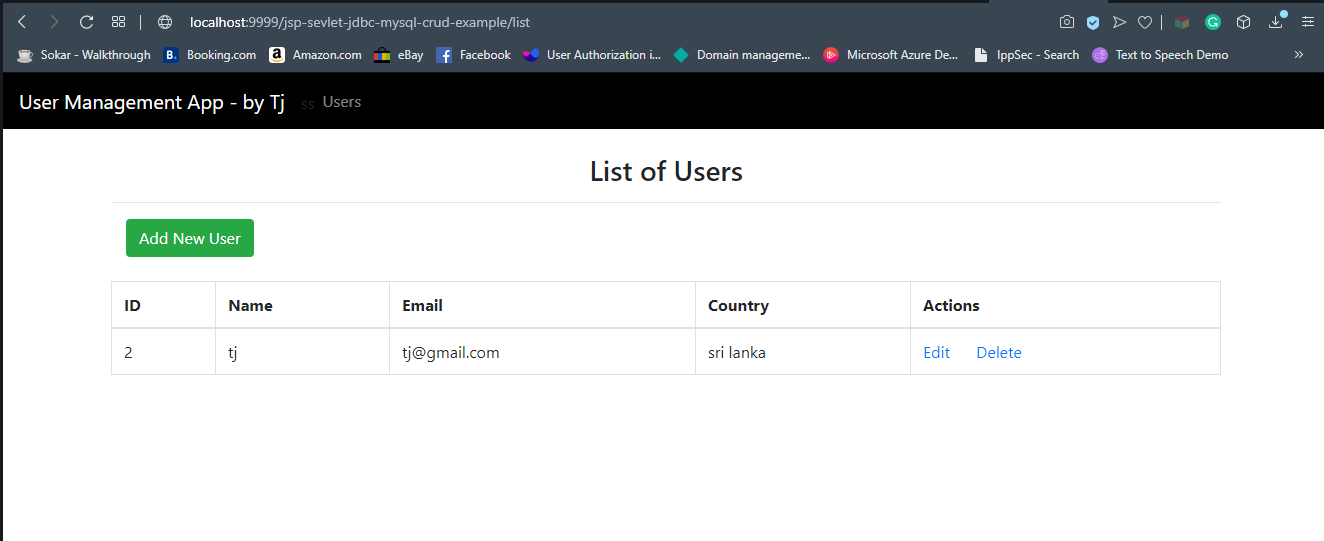 localhost:9999/jsp-sevlet-jdbc-mysql-crud-example/list
Sokar - Walkthrough B. Booking.com a Amazon.com eBay f Facebook User Authorization i... Domain manageme... Microsoft Azure De... IppSec - Search Text to Speech Demo »
User Management App - by Tj ss Users
List of Users
Add New User
ID Name Email Country Actions
2 tj tj@gmail.com sri lanka Edit Delete